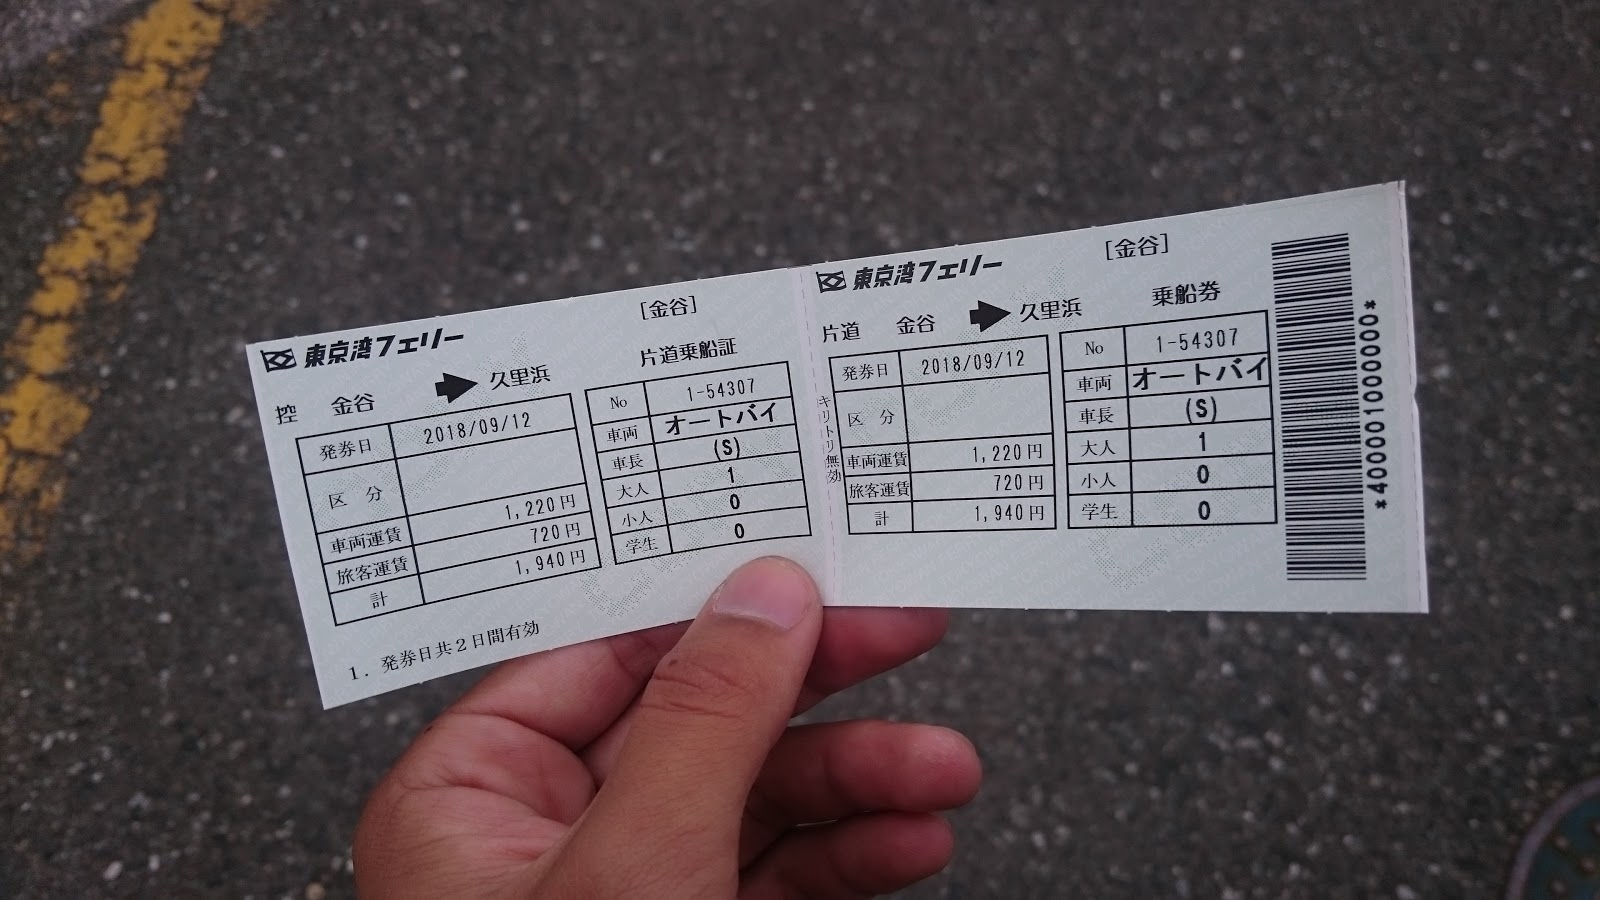 東京湾フェリー
[金谷]
控 金谷 → 久里浜
片道乗船証
発券日 2018/09/12
区分
車両運賃 1,220円
旅客運賃 720円
計 1,940円
No 1-54307
車両 オートバイ
車長 (S)
大人 1
小人 0
学生 0
1. 発券日共2日間有効
キリトリ無効
東京湾フェリー
[金谷]
片道 金谷 → 久里浜
乗船券
発券日 2018/09/12
区分
車両運賃 1,220円
旅客運賃 720円
計 1,940円
No 1-54307
車両 オートバイ
車長 (S)
大人 1
小人 0
学生 0